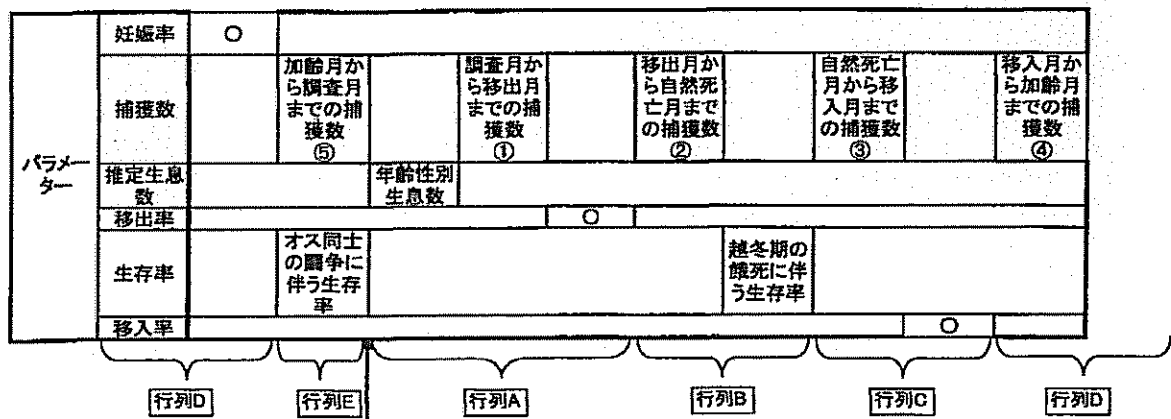 妊娠率
〇
加齢月か
ら調査月
までの捕
獲数
⑤
調査月か
ら移出月
までの捕
獲数
①
移出月か
ら自然死
亡月まで
の捕獲数
②
自然死亡
月から移
入月まで
の捕獲数
③
移入月か
ら加齢月
までの捕
獲数
④
捕獲数
パラメー
ター
推定生息
数
年齢性別
生息数
移出率
〇
生存率
オス同士
の闘争に
伴う生存
率
越冬期の
餓死に伴
う生存率
移入率
〇
行列D
行列E
行列A
行列B
行列C
行列D